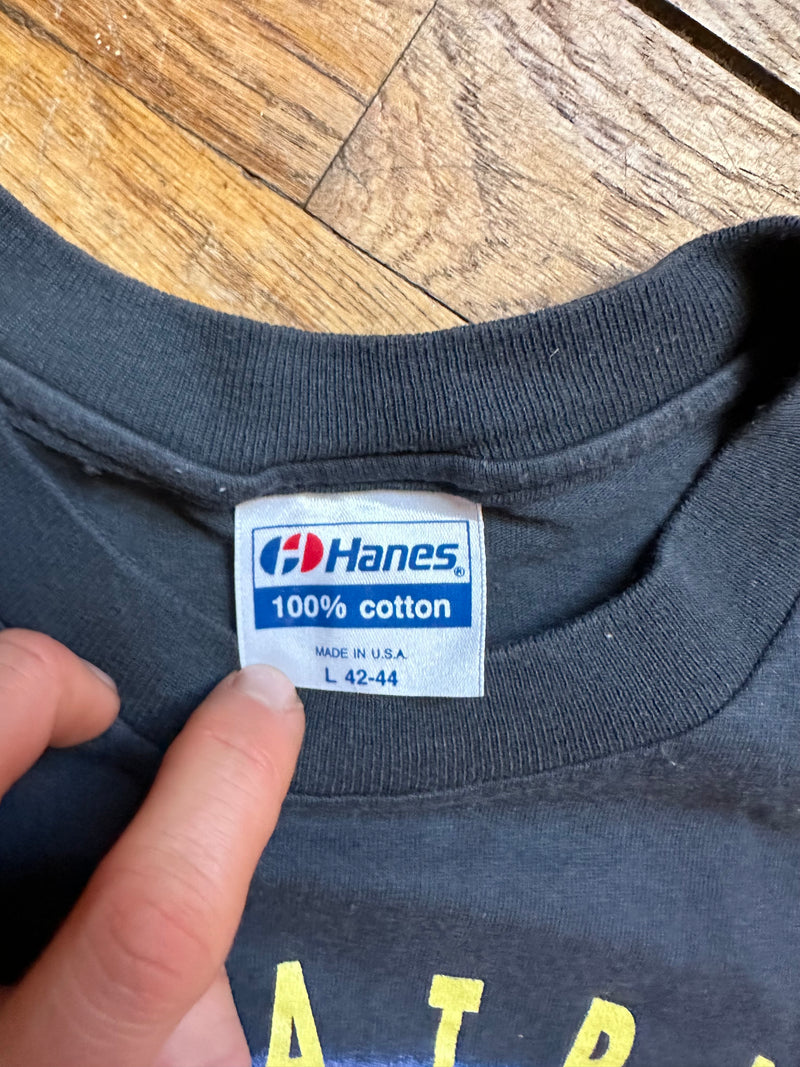 Hanes®
100% cotton
MADE IN U.S.A.
L 42-44